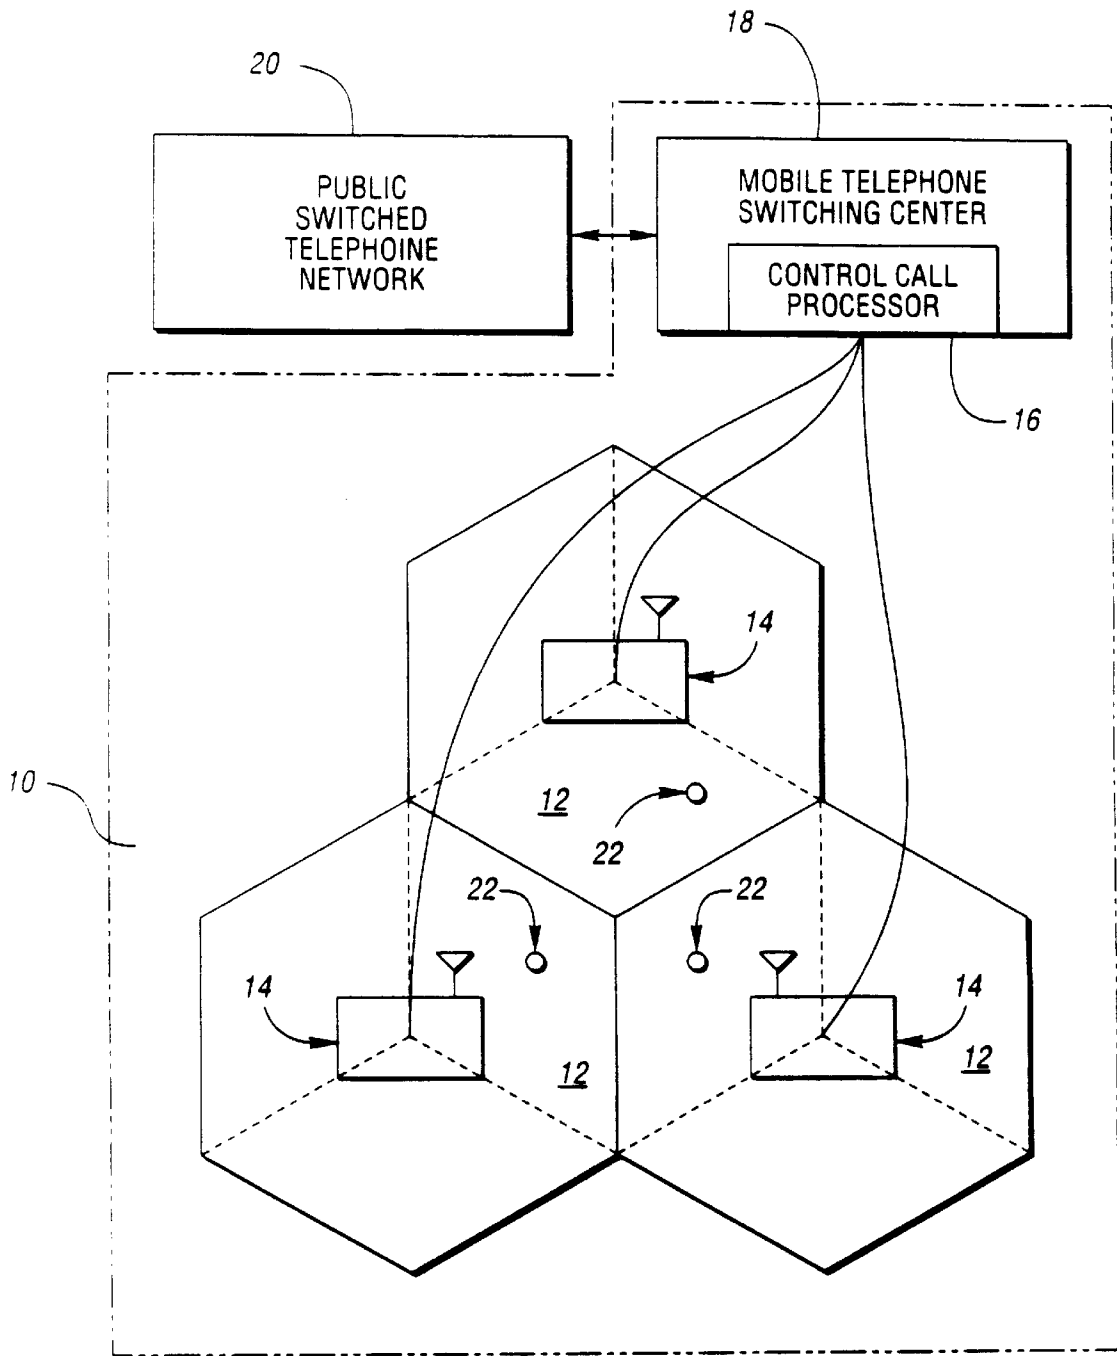 18
20
PUBLIC
SWITCHED
TELEPHOINE
NETWORK
MOBILE TELEPHONE
SWITCHING CENTER
CONTROL CALL
PROCESSOR
16
14
10
12
22
22
22
14
14
12
12